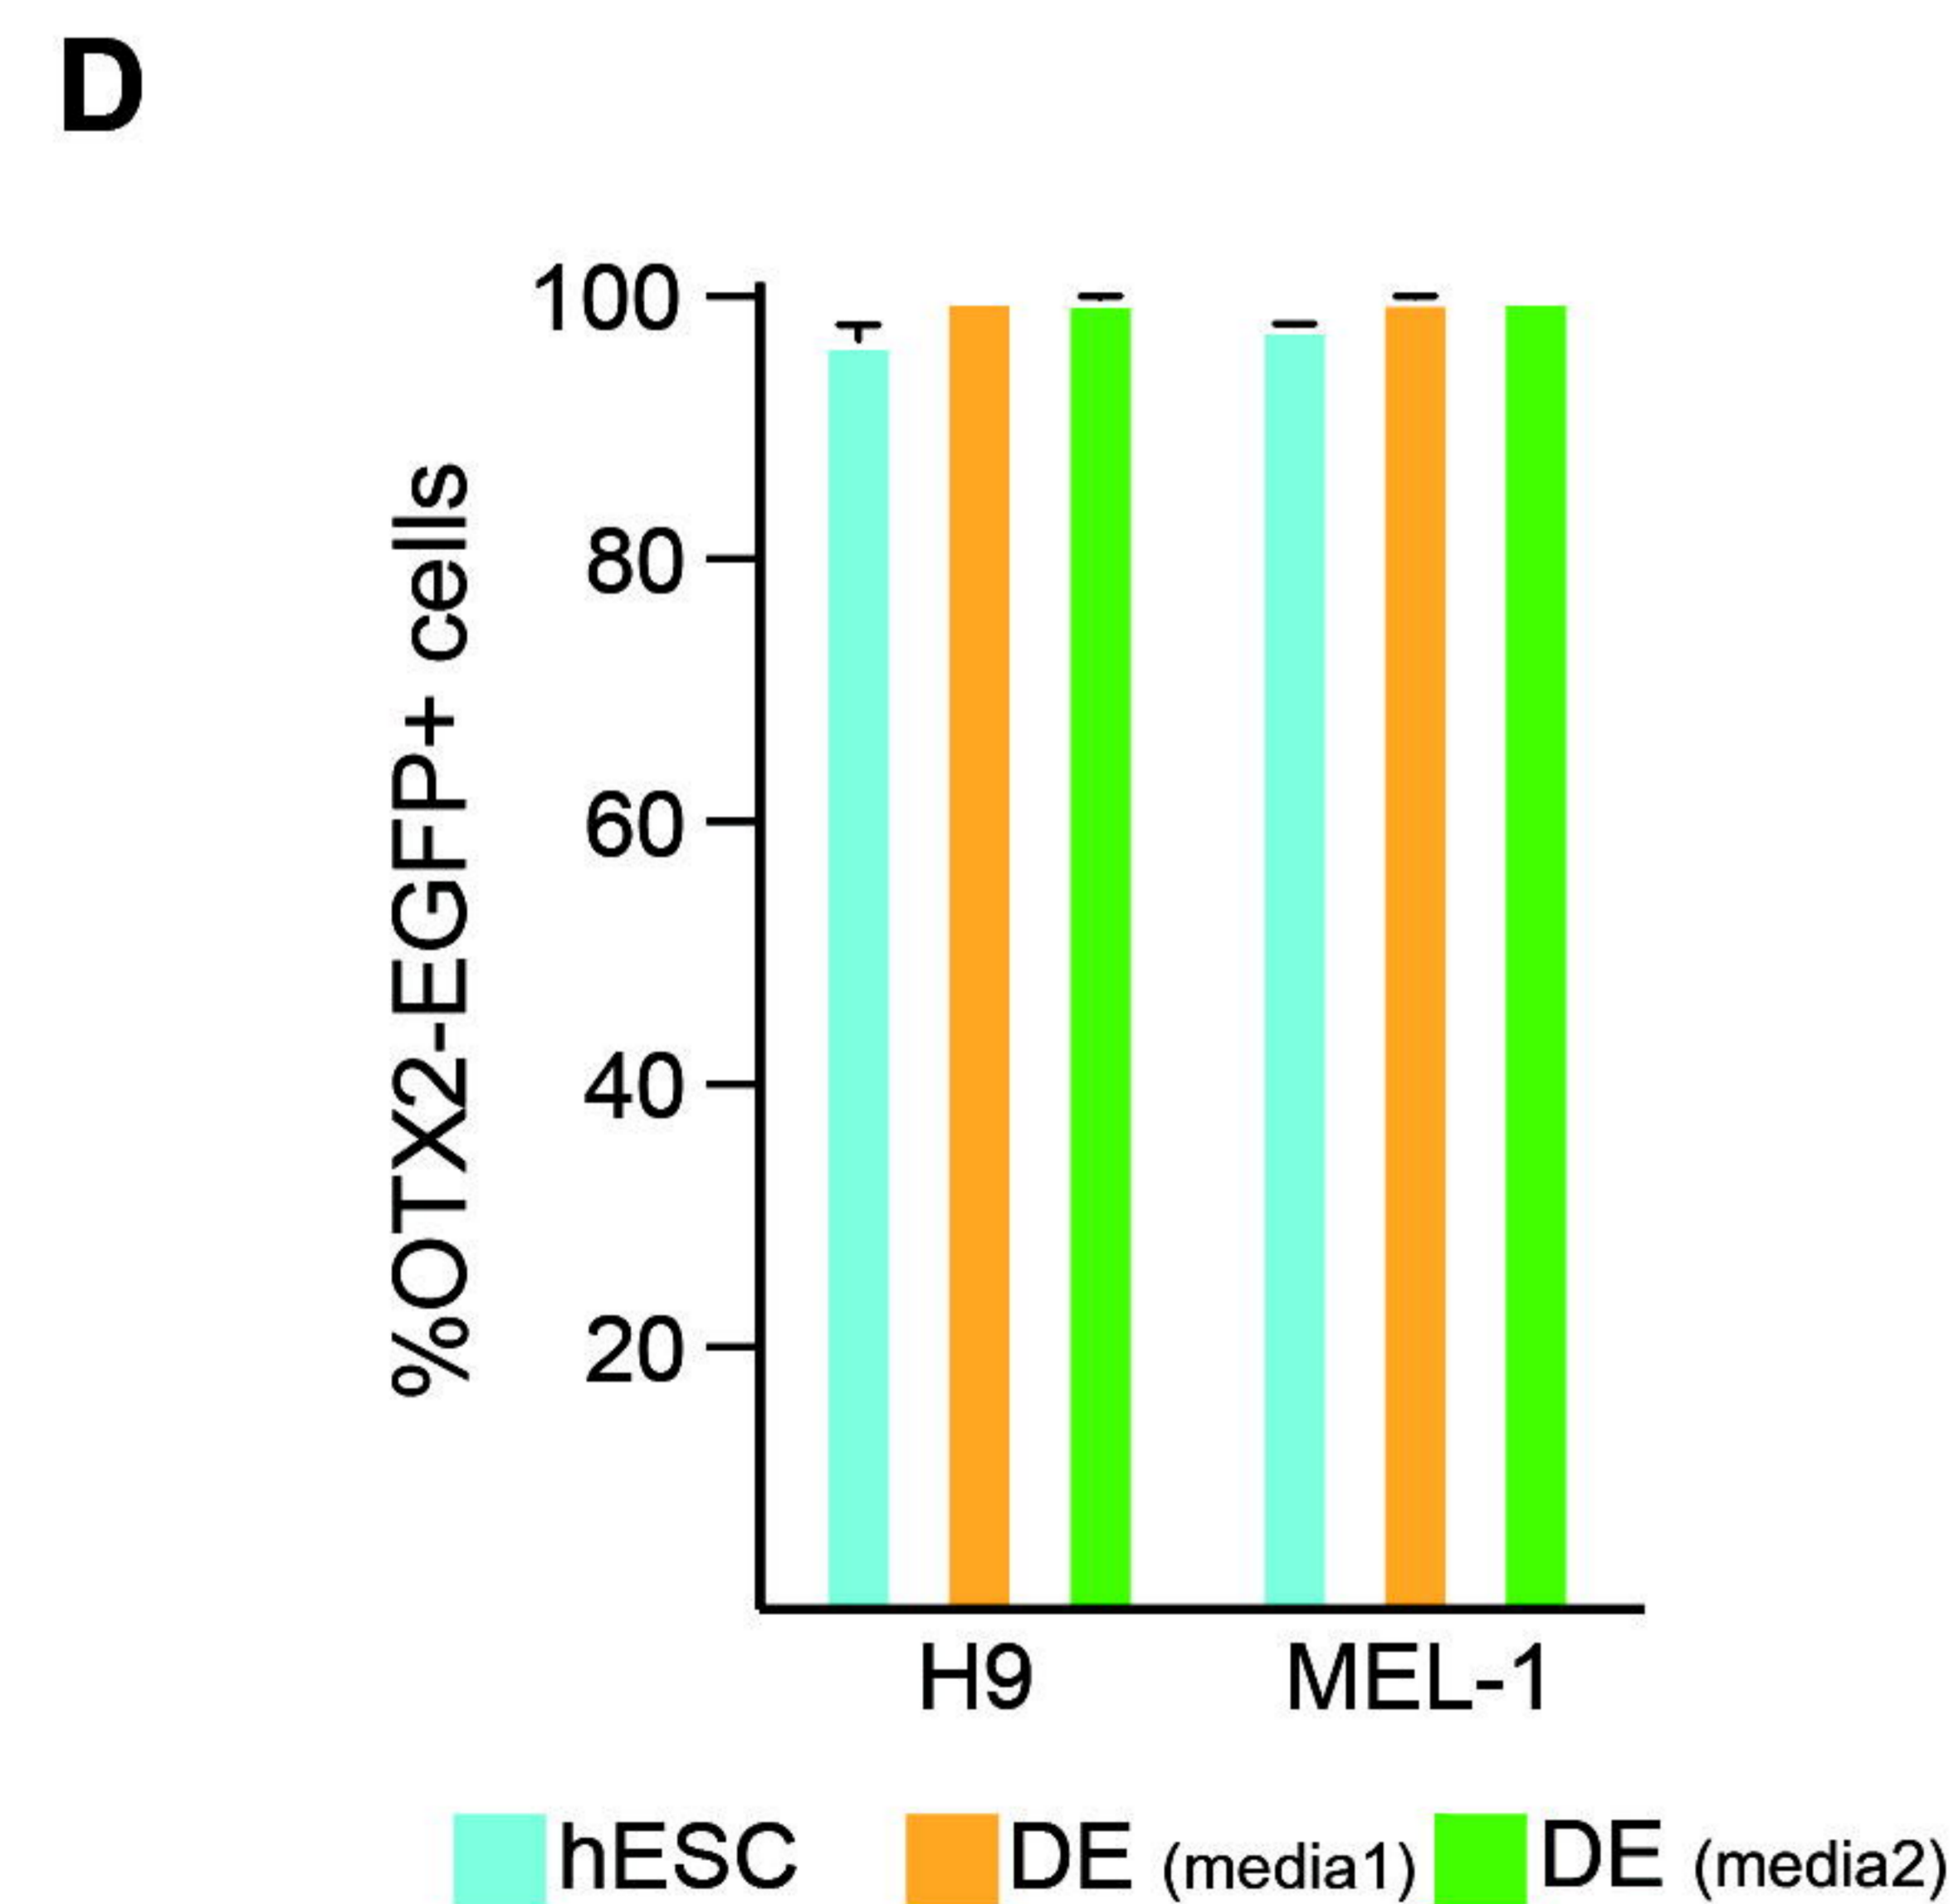 D
%OTX2-EGFP+ cells
100
80
60
40
20
H9 MEL-1
hESC DE (media1) DE (media2)